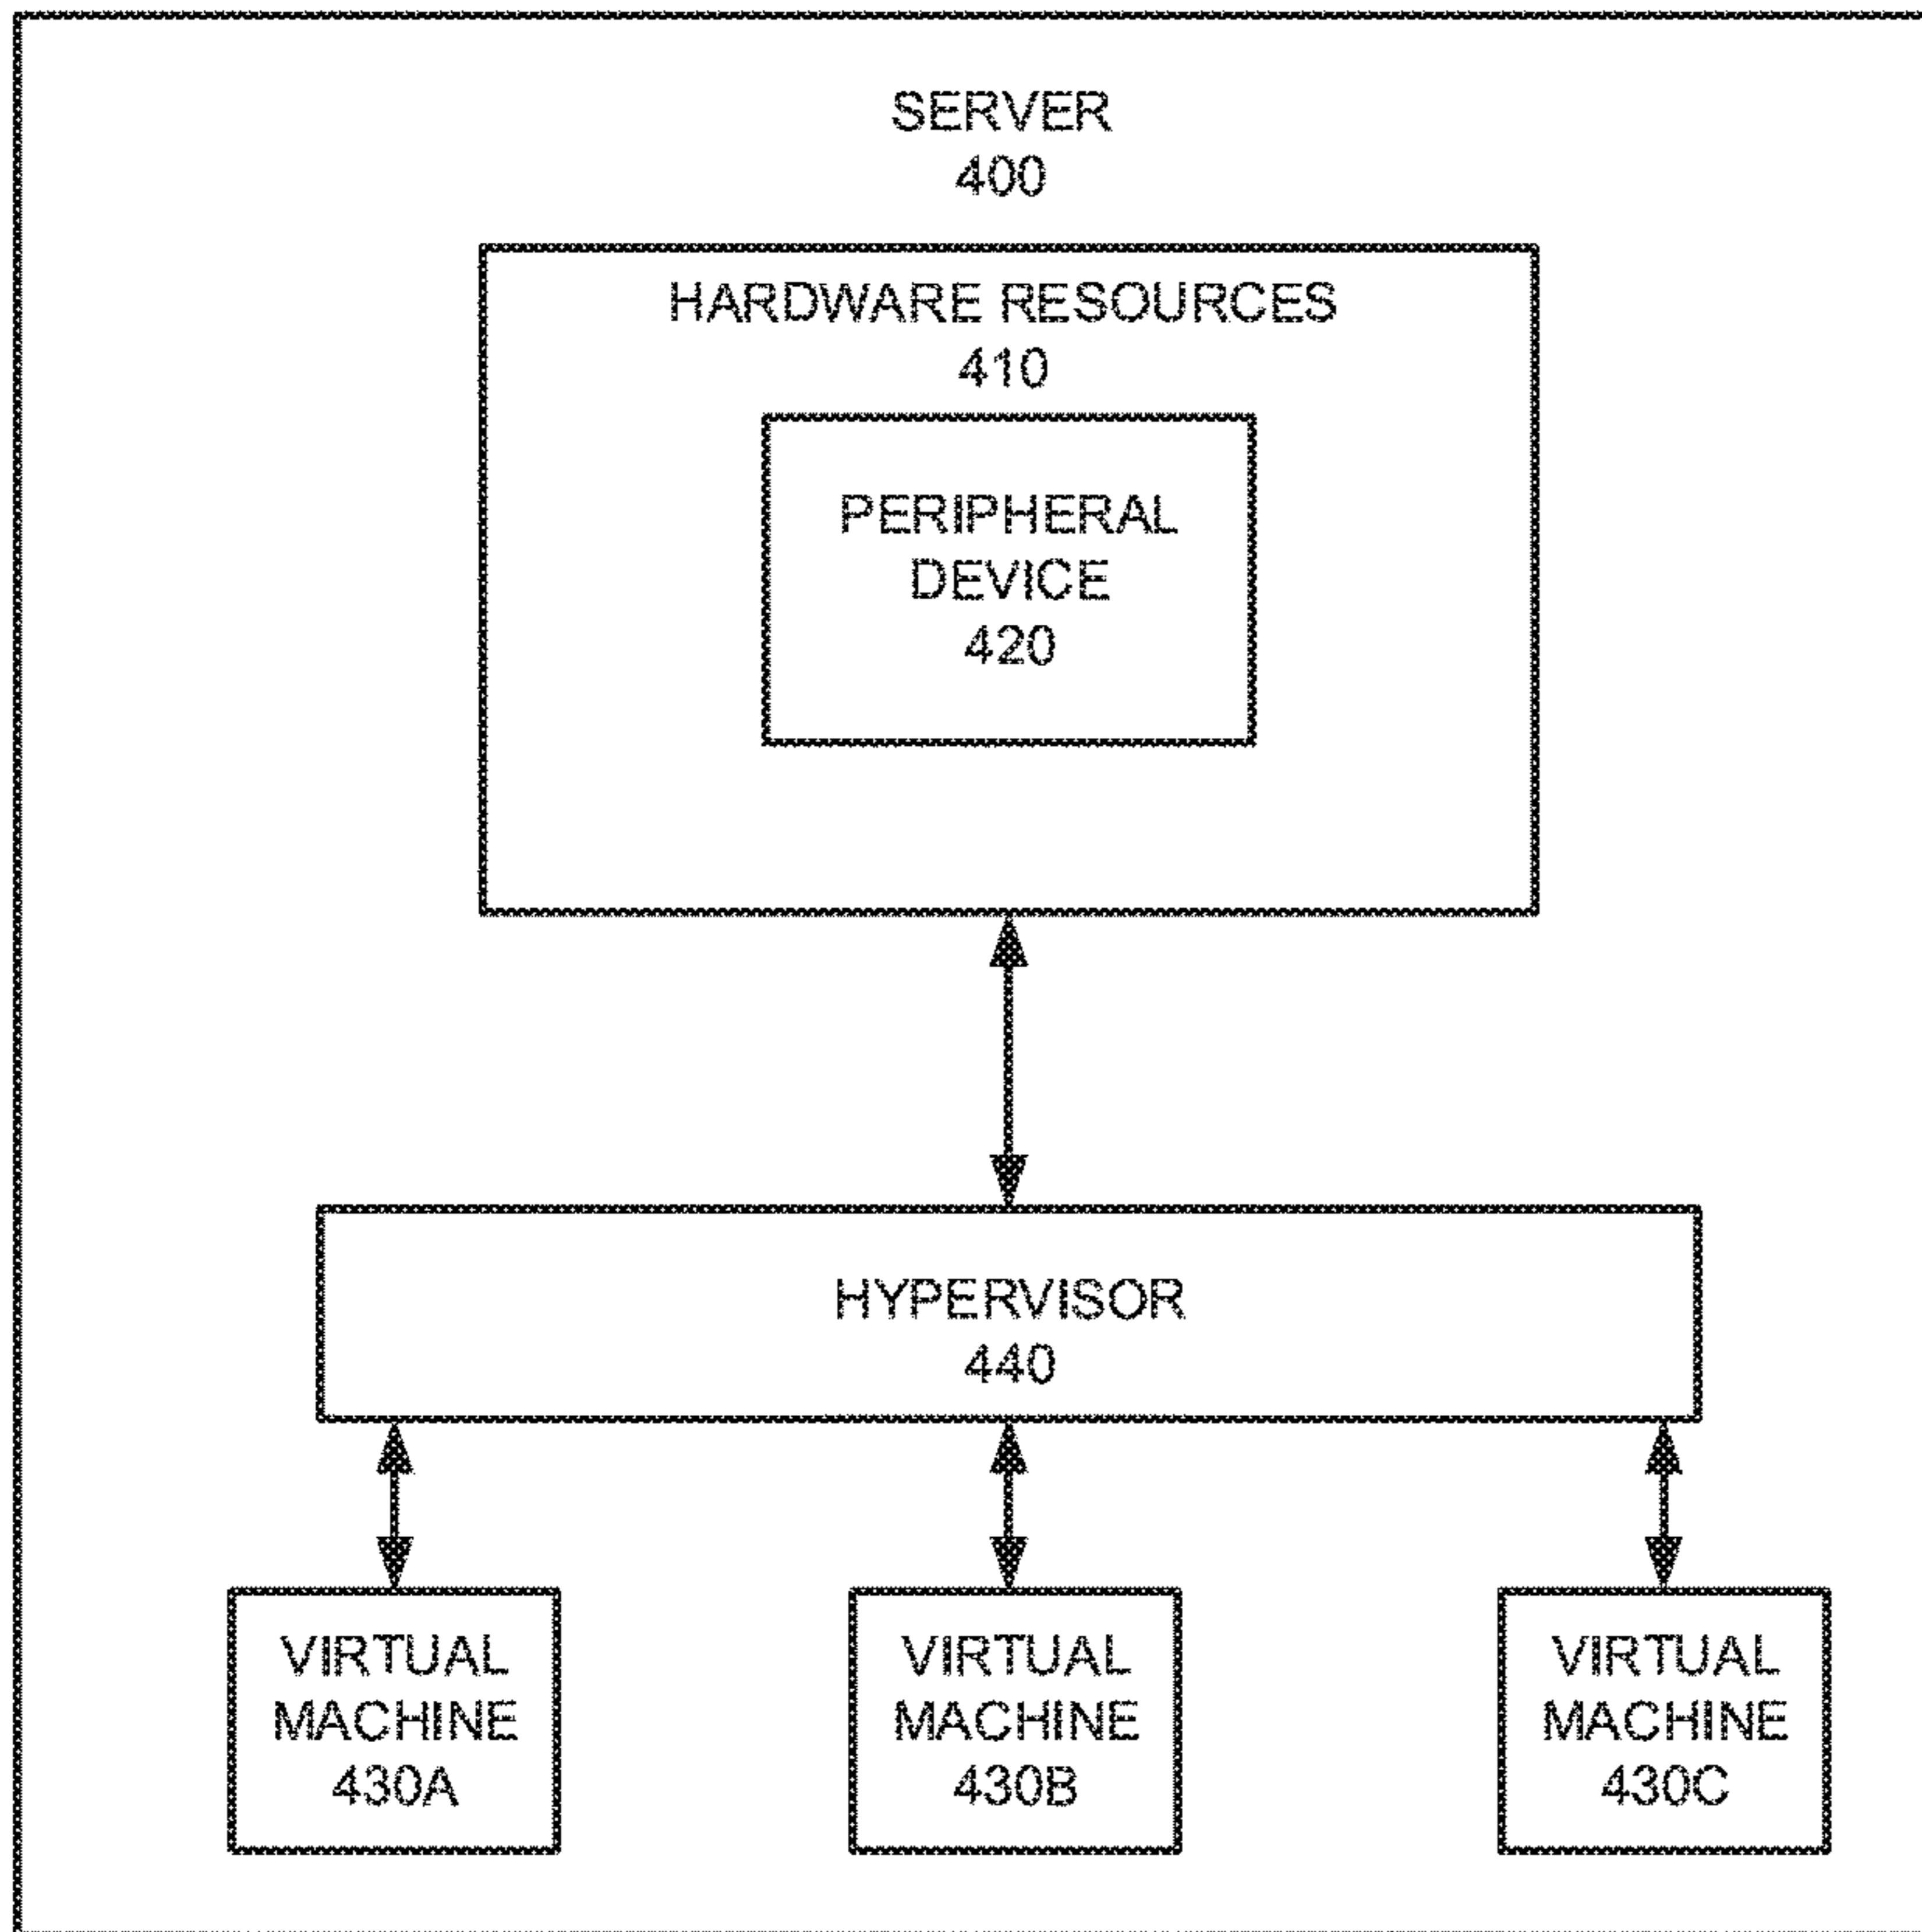 SERVER
400
HARDWARE RESOURCES
410
PERIPHERAL
DEVICE
420
HYPERVISOR
440
VIRTUAL
MACHINE
430A
VIRTUAL
MACHINE
430B
VIRTUAL
MACHINE
430C